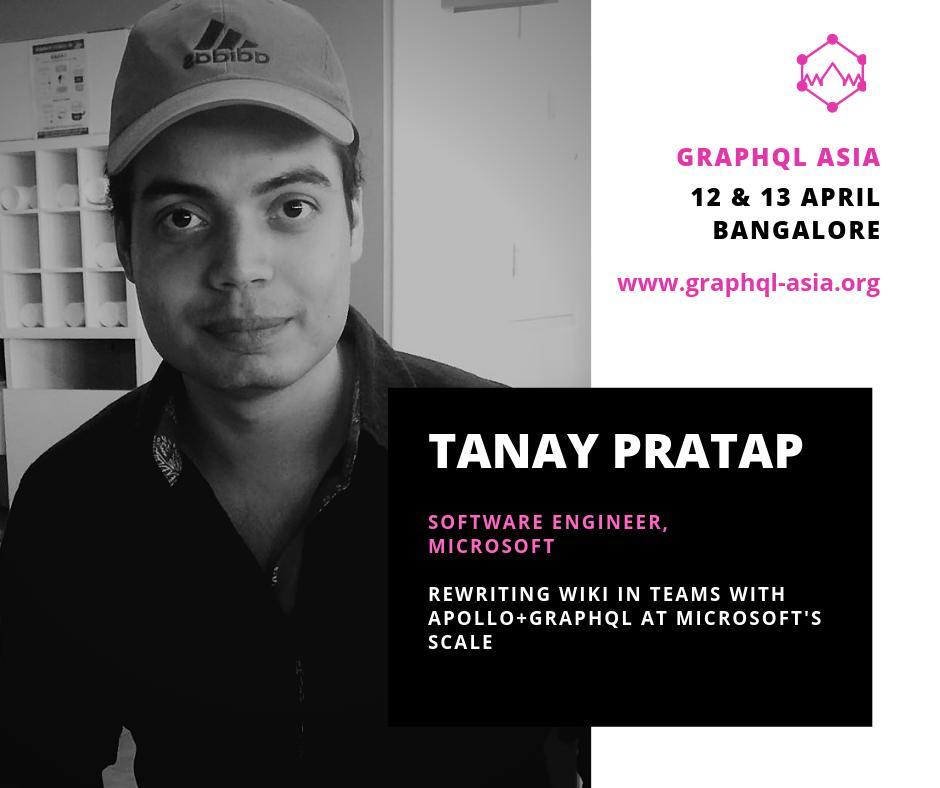 adidas
GRAPHQL ASIA
12 & 13 APRIL
BANGALORE
www.graphql-asia.org
TANAY PRATAP
SOFTWARE ENGINEER,
MICROSOFT
REWRITING WIKI IN TEAMS WITH
APOLLO+GRAPHQL AT MICROSOFT'S
SCALE